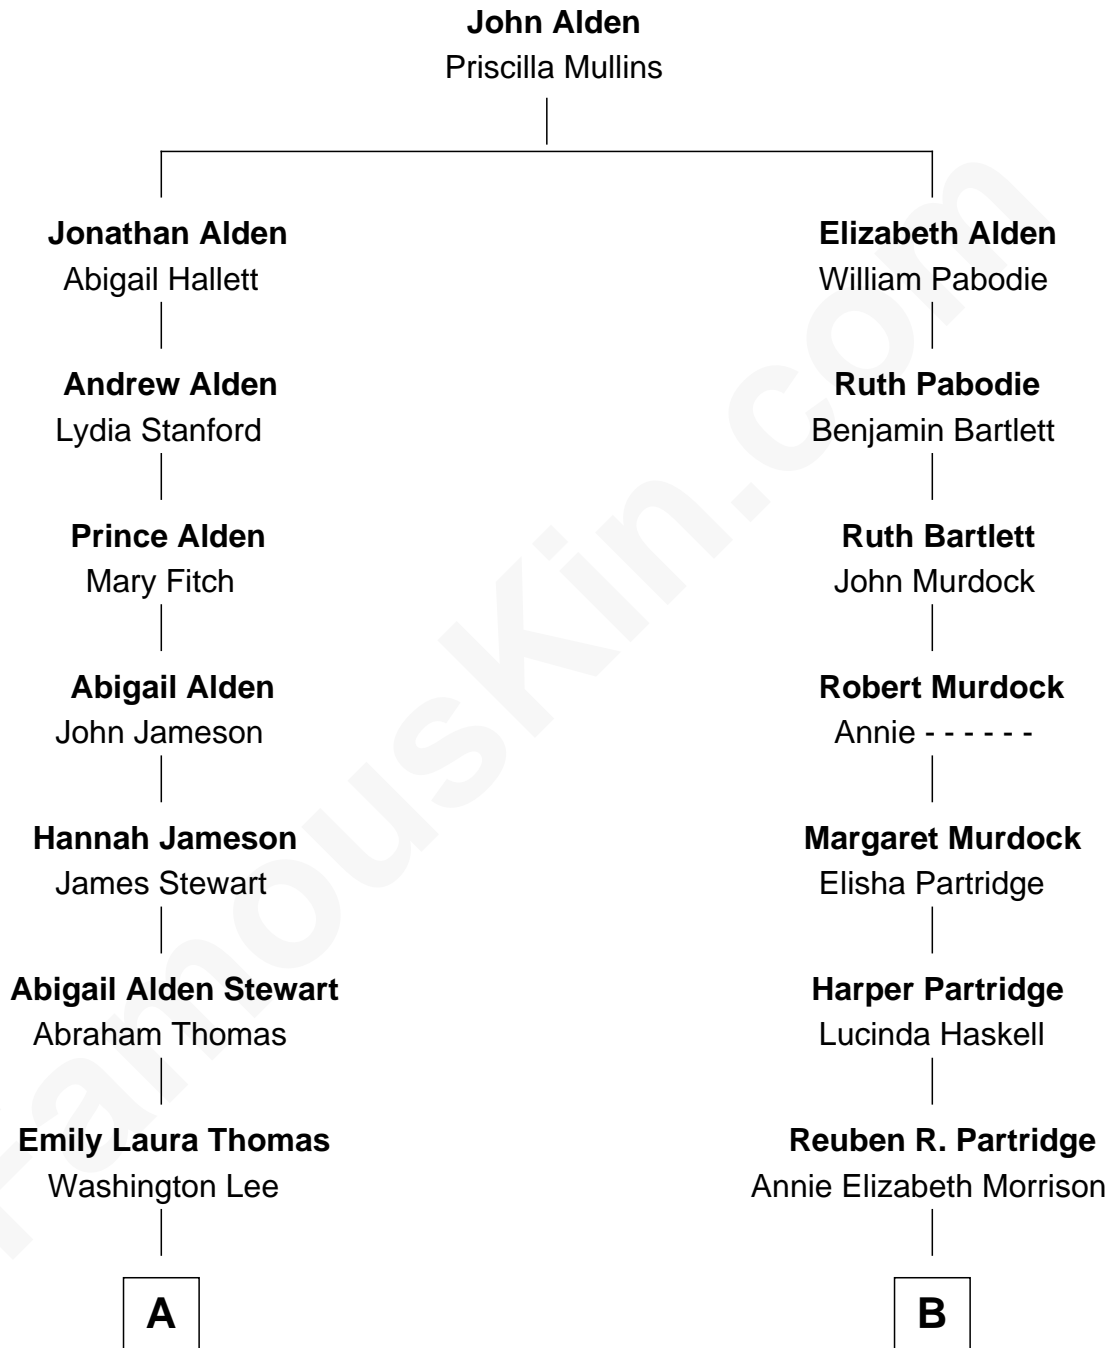 John Alden
Priscilla Mullins
Jonathan Alden
Abigail Hallett
Andrew Alden
Lydia Stanford
Prince Alden
Mary Fitch
Abigail Alden
John Jameson
Hannah Jameson
James Stewart
Abigail Alden Stewart
Abraham Thomas
Emily Laura Thomas
Washington Lee
A
Elizabeth Alden
William Pabodie
Ruth Pabodie
Benjamin Bartlett
Ruth Bartlett
John Murdock
Robert Murdock
Annie - - - - - -
Margaret Murdock
Elisha Partridge
Harper Partridge
Lucinda Haskell
Reuben R. Partridge
Annie Elizabeth Morrison
B
FamousKin.com